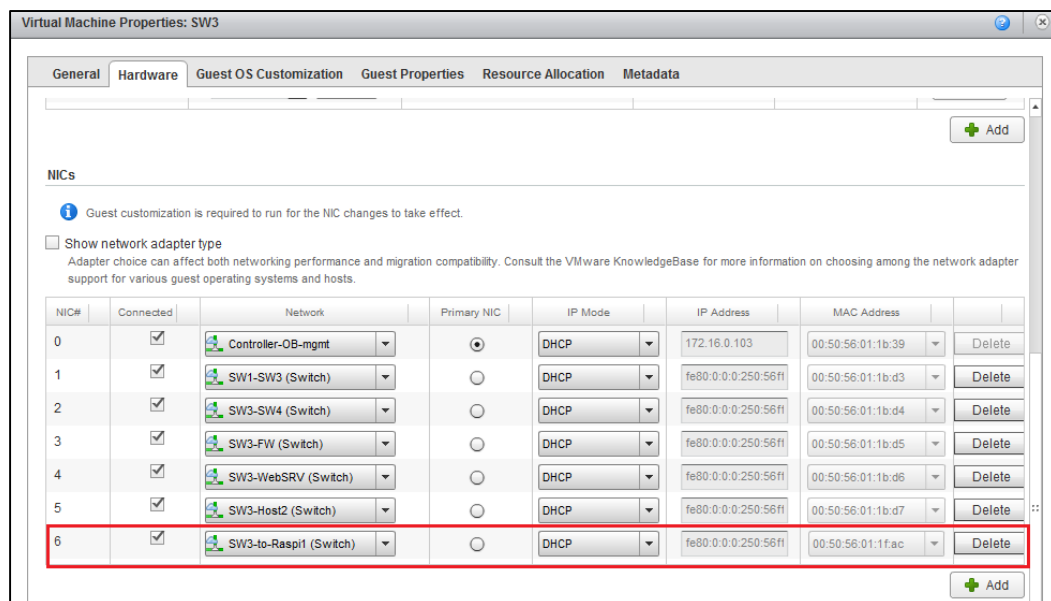 Virtual Machine Properties: SW3
General Hardware Guest OS Customization Guest Properties Resource Allocation Metadata
Add
NICs
Guest customization is required to run for the NIC changes to take effect.
Show network adapter type
Adapter choice can affect both networking performance and migration compatibility. Consult the VMware KnowledgeBase for more information on choosing among the network adapter
support for various guest operating systems and hosts.
NIC# Connected Network Primary NIC IP Mode IP Address MAC Address
0 Controller-OB-mgmt DHCP 172.16.0.103 00:50:56:01:1b:39 Delete
1 SW1-SW3 (Switch) DHCP fe80:0:0:0:250:56ff 00:50:56:01:1b:d3 Delete
2 SW3-SW4 (Switch) DHCP fe80:0:0:0:250:56ff 00:50:56:01:1b:d4 Delete
3 SW3-FW (Switch) DHCP fe80:0:0:0:250:56ff 00:50:56:01:1b:d5 Delete
4 SW3-WebSRV (Switch) DHCP fe80:0:0:0:250:56ff 00:50:56:01:1b:d6 Delete
5 SW3-Host2 (Switch) DHCP fe80:0:0:0:250:56ff 00:50:56:01:1b:d7 Delete
6 SW3-to-Raspi1 (Switch) DHCP fe80:0:0:0:250:56ff 00:50:56:01:1f:ac Delete
Add